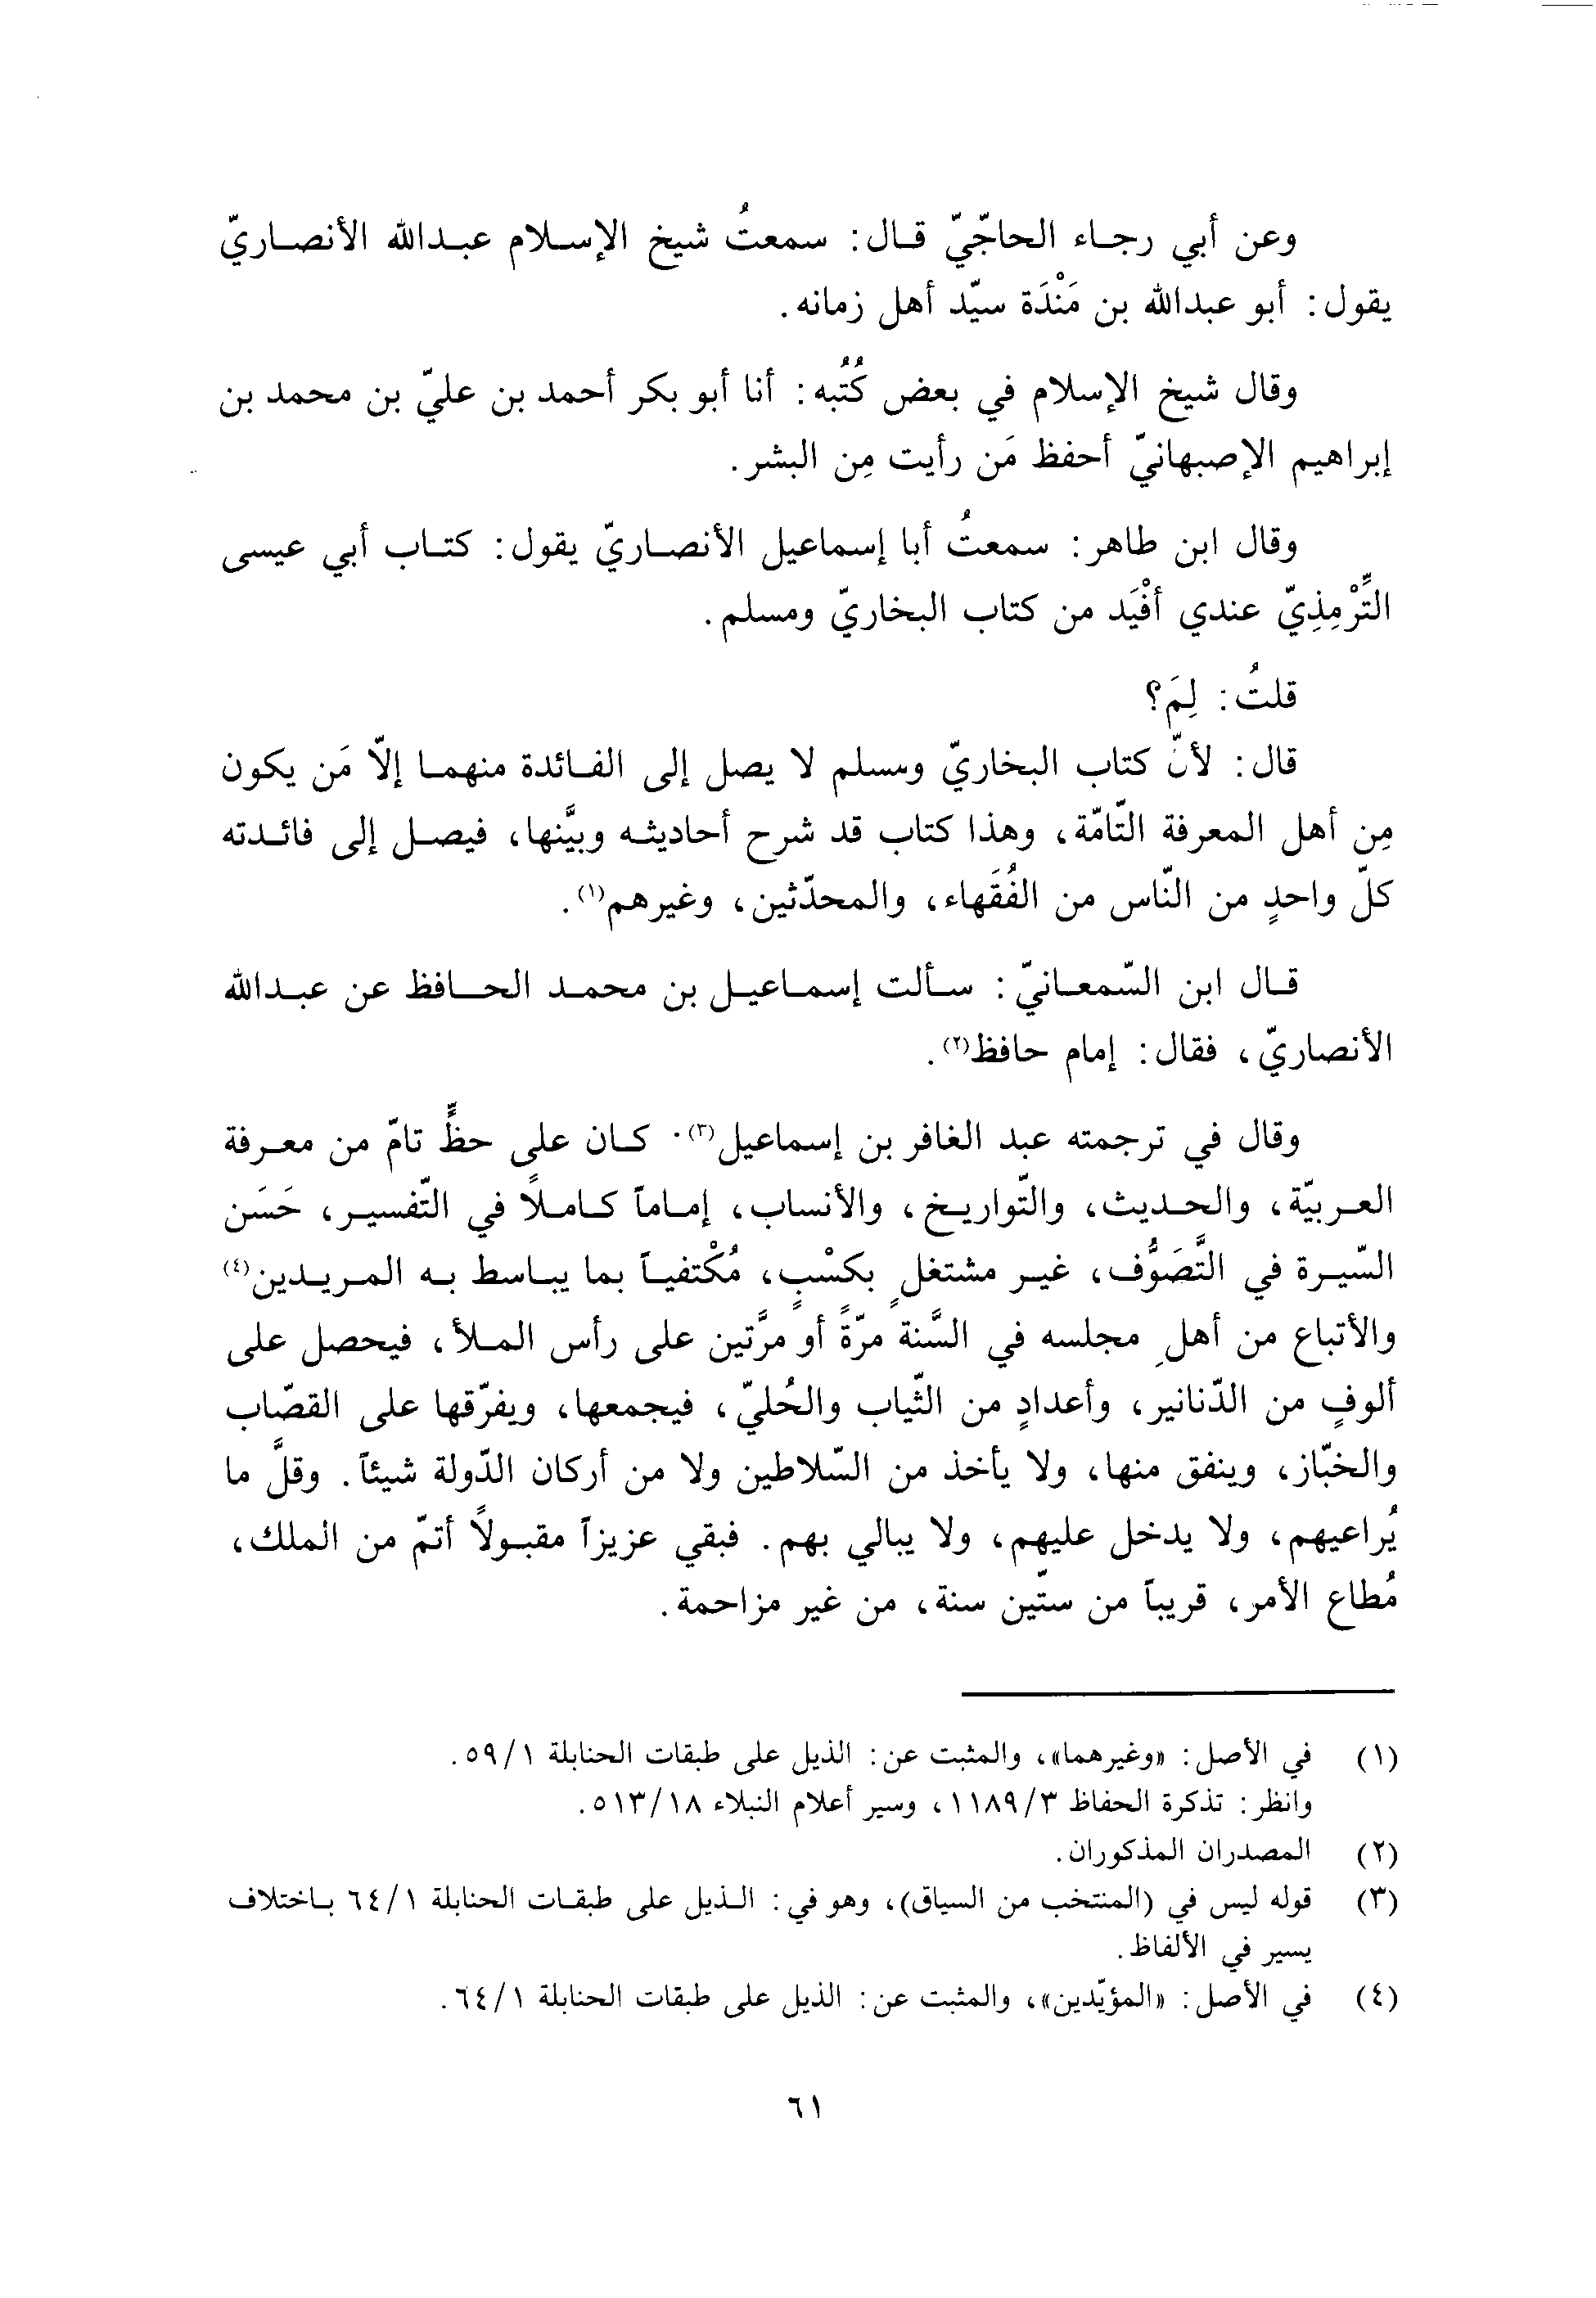 وعن أبي رجاء الحاجّيّ قال: سمعتُ شيخ الإسلام عبدالله الأنصاريّ
يقول: أبو عبدالله بن مَنْدَة سيّد أهل زمانه.
وقال شيخ الإسلام في بعض كُتُبه: أنا أبو بكر أحمد بن عليّ بن محمد بن
إبراهيم الإصبهانيّ أحفظ مَن رأيت مِن البشر.
وقال ابن طاهر: سمعتُ أبا إسماعيل الأنصاريّ يقول: كتاب أبي عيسى
التِّرْمِذِيّ عندي أفْيَد من كتاب البخاريّ ومسلم.
قلتُ: لِمَ؟
قال: لأنّ كتاب البخاريّ ومسلم لا يصل إلى الفائدة منهما إلّا مَن يكون
مِن أهل المعرفة التّامّة، وهذا كتاب قد شرح أحاديثه وبيَّنها، فيصل إلى فائدته
كلّ واحدٍ من النّاس من الفُقَهاء، والمحدّثين، وغيرهم(١).
قال ابن السّمعانيّ: سألت إسماعيل بن محمد الحافظ عن عبدالله
الأنصاريّ، فقال: إمام حافظ(٢).
وقال في ترجمته عبد الغافر بن إسماعيل(٣). كان على حظٍّ تامّ من معرفة
العربيّة، والحديث، والتّواريخ، والأنساب، إماماً كاملاً في التّفسير، حَسَن
السّيرة في التَّصَوُّف، غير مشتغلٍ بكسْبٍ، مُكْتفياً بما يباسط به المريدين(٤)
والأتباع من أهلِ مجلسه في السَّنة مرّةً أو مرَّتين على رأس الملأ، فيحصل على
ألوفٍ من الدّنانير، وأعدادٍ من الثّياب والحُليّ، فيجمعها، ويفرّقها على القصّاب
والخبّاز، وينفق منها، ولا يأخذ من السّلاطين ولا من أركان الدّولة شيئاً. وقلَّ ما
يُراعيهم، ولا يدخل عليهم، ولا يبالي بهم. فبقي عزيزاً مقبولاً أتمّ من الملك،
مُطاع الأمر، قريباً من ستّين سنة، من غير مزاحمة.
(١) في الأصل: «وغيرهما»، والمثبت عن: الذيل على طبقات الحنابلة ١/ ٥٩.
وانظر: تذكرة الحفاظ ٣/ ١١٨٩، وسير أعلام النبلاء ١٨/ ٥١٣.
(٢) المصدران المذكوران.
(٣) قوله ليس في (المنتخب من السياق)، وهو في: الذيل على طبقات الحنابلة ١/ ٦٤ باختلاف
يسير في الألفاظ.
(٤) في الأصل: «المؤيّدين»، والمثبت عن: الذيل على طبقات الحنابلة ١/ ٦٤.
٦١